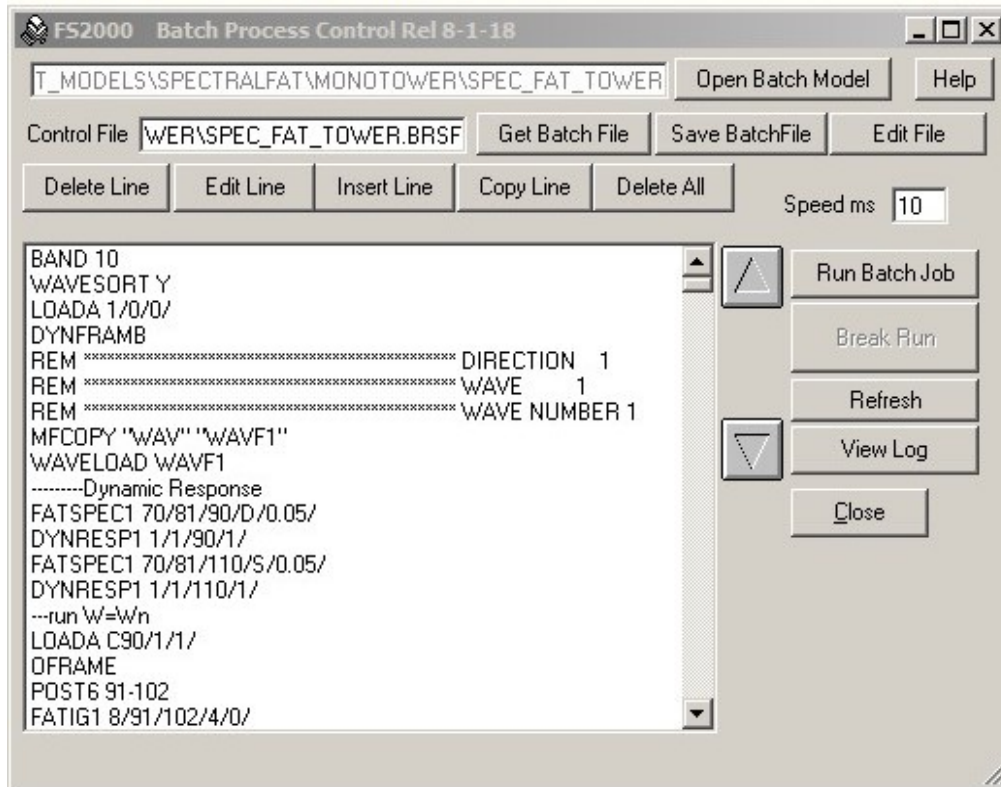 FS2000 Batch Process Control Rel 8-1-18
T_MODELS\SPECTRALFAT\MONOTOWER\SPEC_FAT_TOWER Open Batch Model Help
Control File WER\SPEC_FAT_TOWER.BRSF Get Batch File Save BatchFile Edit File
Delete Line Edit Line Insert Line Copy Line Delete All
Speed ms 10
BAND 10
WAVESORT Y
LOADA 1/0/0/
DYNFRAMB
REM ************************************************ DIRECTION 1
REM ************************************************ WAVE 1
REM ************************************************ WAVE NUMBER 1
MFCOPY "WAV" "WAVF1"
WAVELOAD WAVF1
--------Dynamic Response
FATSPEC1 70/81/90/D/0.05/
DYNRESP1 1/1/90/1/
FATSPEC1 70/81/110/S/0.05/
DYNRESP1 1/1/110/1/
---run W=Wn
LOADA C90/1/1/
OFRAME
POST6 91-102
FATIG1 8/91/102/4/0/
Run Batch Job
Break Run
Refresh
View Log
Close